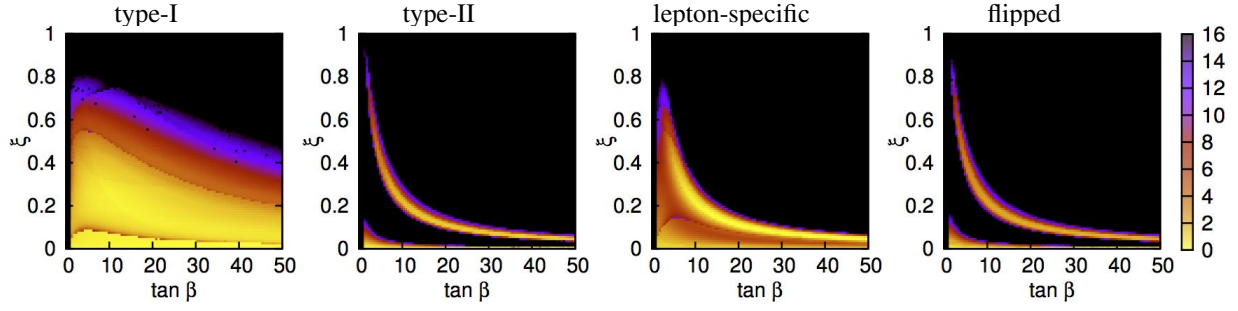 type-I type-II lepton-specific flipped
1 1 1 1 16
14
0.8 0.8 0.8 0.8 12
0.6 0.6 0.6 0.6 10
ξ ξ ξ ξ 8
0.4 0.4 0.4 0.4 6
4
0.2 0.2 0.2 0.2 2
0 0 0 0 0
0 10 20 30 40 50 0 10 20 30 40 50 0 10 20 30 40 50 0 10 20 30 40 50
tan β tan β tan β tan β